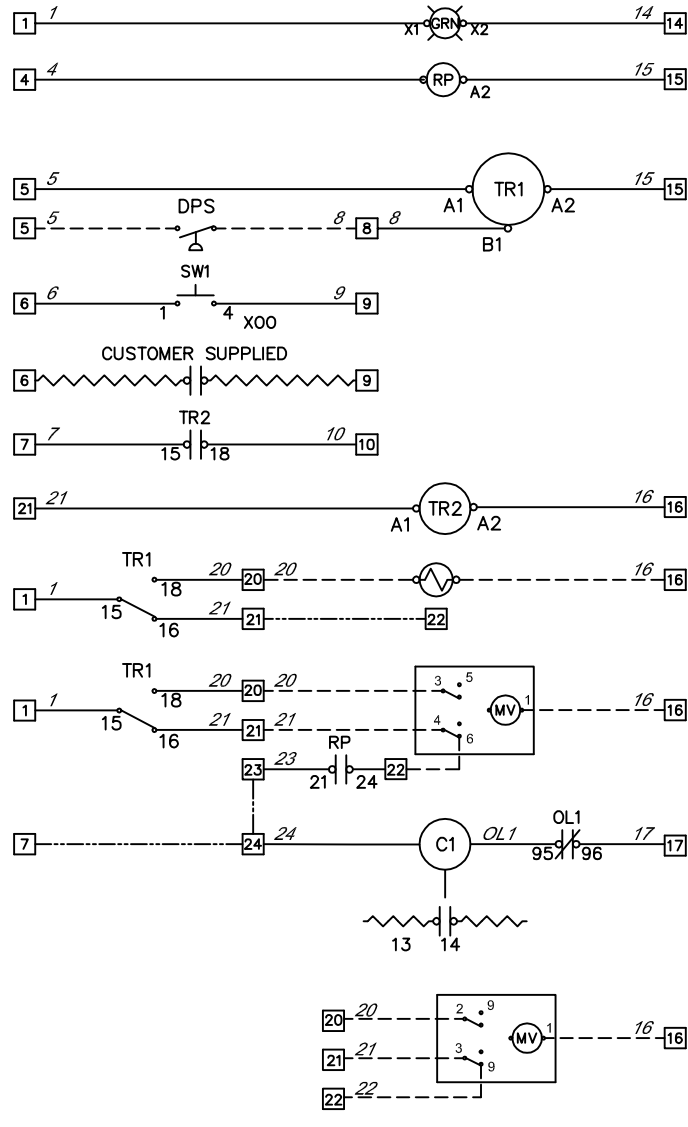 1 1 X1 GRN X2 14 14
4 4 RP A2 15 15
5 5 A1 TR1 A2 15 15
DPS
5 5 8 8 8
B1
SW1
6 6 1 4 9 9
X00
CUSTOMER SUPPLIED
6 9
TR2
7 7 15 18 10 10
21 21 A1 TR2 A2 16 16
TR1
18 20 20 20 16 16
1 1 15
16 21 21 22
TR1
18 20 20 20 3 5
1 1 15 MV 1 16 16
16 21 21 21 4 6
RP
23 23 21 24 22
7 24 24 C1 OL1 OL1 95 96 17 17
13 14
20 20 2 9
MV 1 16 16
21 21 3 9
22 22